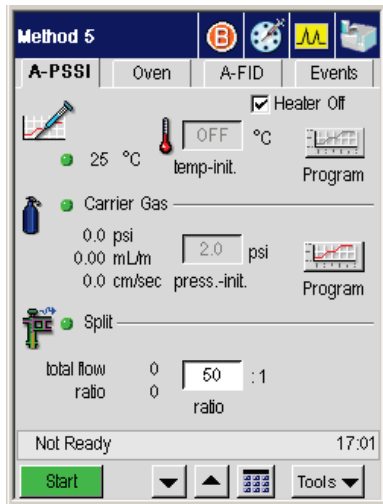 Method 5
B
A-PSSI Oven A-FID Events
Heater Off
OFF °C
25 °C
temp-init.
Program
Carrier Gas
0.0 psi
0.00 mL/m
2.0 psi
0.0 cm/sec press.-init.
Program
Split
total flow 0
50 :1
ratio 0
ratio
Not Ready 17:01
Start Tools